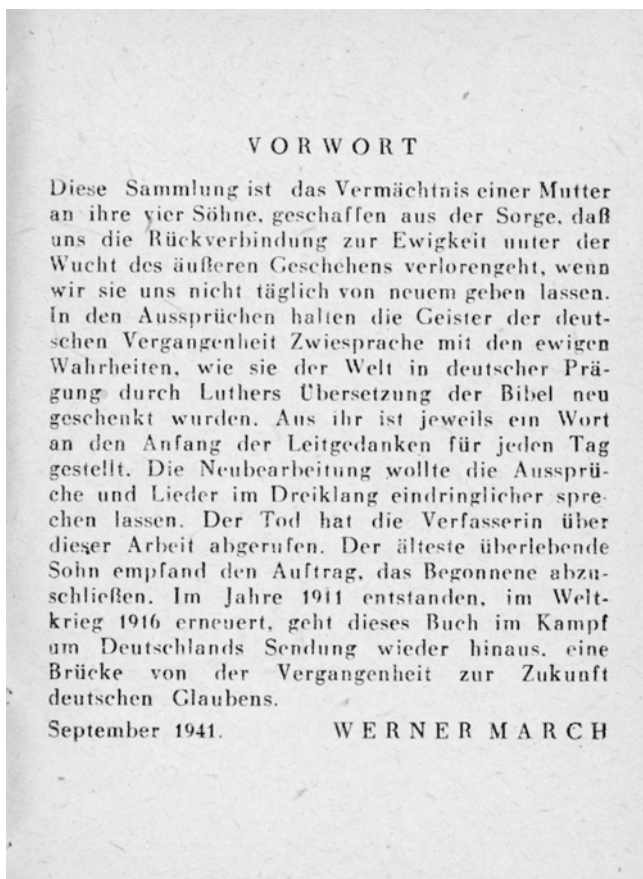 VORWORT
Diese Sammlung ist das Vermächtnis einer Mutter
an ihre vier Söhne, geschaffen aus der Sorge, daß
uns die Rückverbindung zur Ewigkeit unter der
Wucht des äußeren Geschehens verlorengeht, wenn
wir sie uns nicht täglich von neuem geben lassen.
In den Aussprüchen halten die Geister der deut-
schen Vergangenheit Zwiesprache mit den ewigen
Wahrheiten, wie sie der Welt in deutscher Prä-
gung durch Luthers Übersetzung der Bibel neu
geschenkt wurden. Aus ihr ist jeweils ein Wort
an den Anfang der Leitgedanken für jeden Tag
gestellt. Die Neubearbeitung wollte die Aussprü-
che und Lieder im Dreiklang eindringlicher spre-
chen lassen. Der Tod hat die Verfasserin über
dieser Arbeit abgerufen. Der älteste überlebende
Sohn empfand den Auftrag, das Begonnene abzu-
schließen. Im Jahre 1911 entstanden, im Welt-
krieg 1916 erneuert, geht dieses Buch im Kampf
um Deutschlands Sendung wieder hinaus, eine
Brücke von der Vergangenheit zur Zukunft
deutschen Glaubens.
September 1941. WERNER MARCH